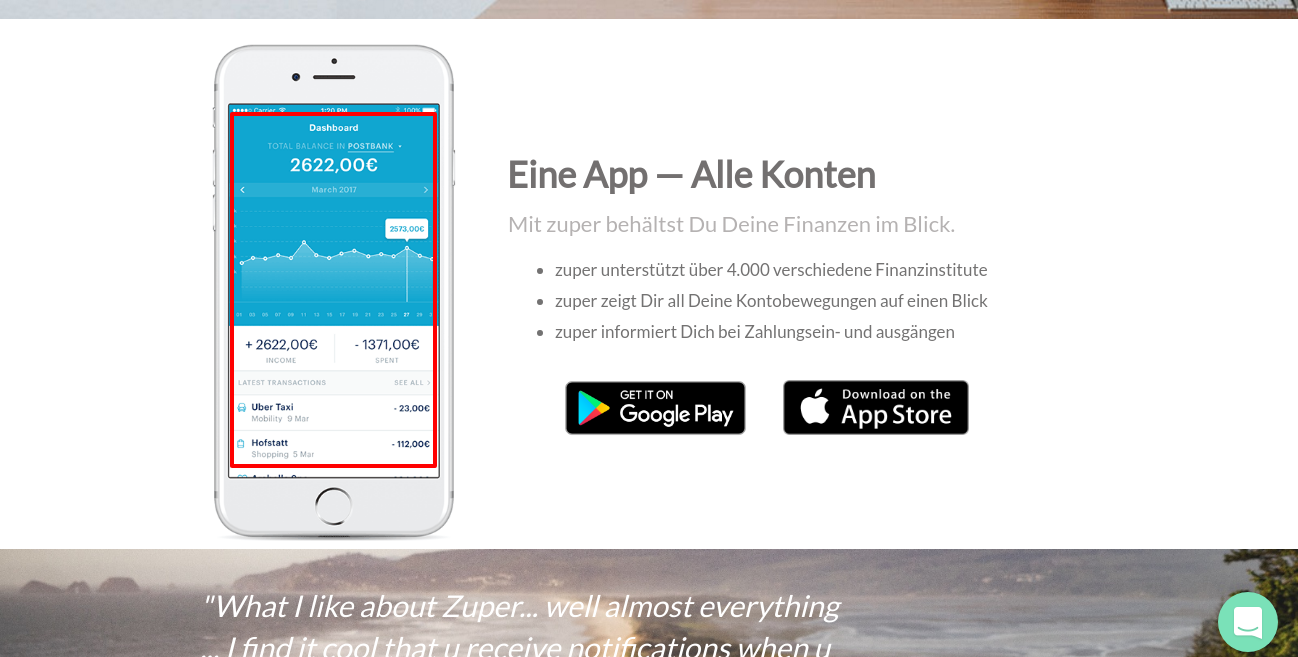 Carrier 1:20 PM 100%
Dashboard
TOTAL BALANCE IN POSTBANK
2622,00€
March 2017
2573,00€
01 03 05 07 09 11 13 15 17 19 21 23 25 27 29
+ 2622,00€ - 1371,00€
INCOME SPENT
LATEST TRANSACTIONS SEE ALL
Uber Taxi - 23,00€
Mobility 9 Mar
Hofstatt - 112,00€
Shopping 5 Mar
Eine App — Alle Konten
Mit zuper behältst Du Deine Finanzen im Blick.
• zuper unterstützt über 4.000 verschiedene Finanzinstitute
• zuper zeigt Dir all Deine Kontobewegungen auf einen Blick
• zuper informiert Dich bei Zahlungsein- und ausgängen
GET IT ON
Google Play
Download on the
App Store
"What I like about Zuper... well almost everything
... I find it cool that u receive notifications when u